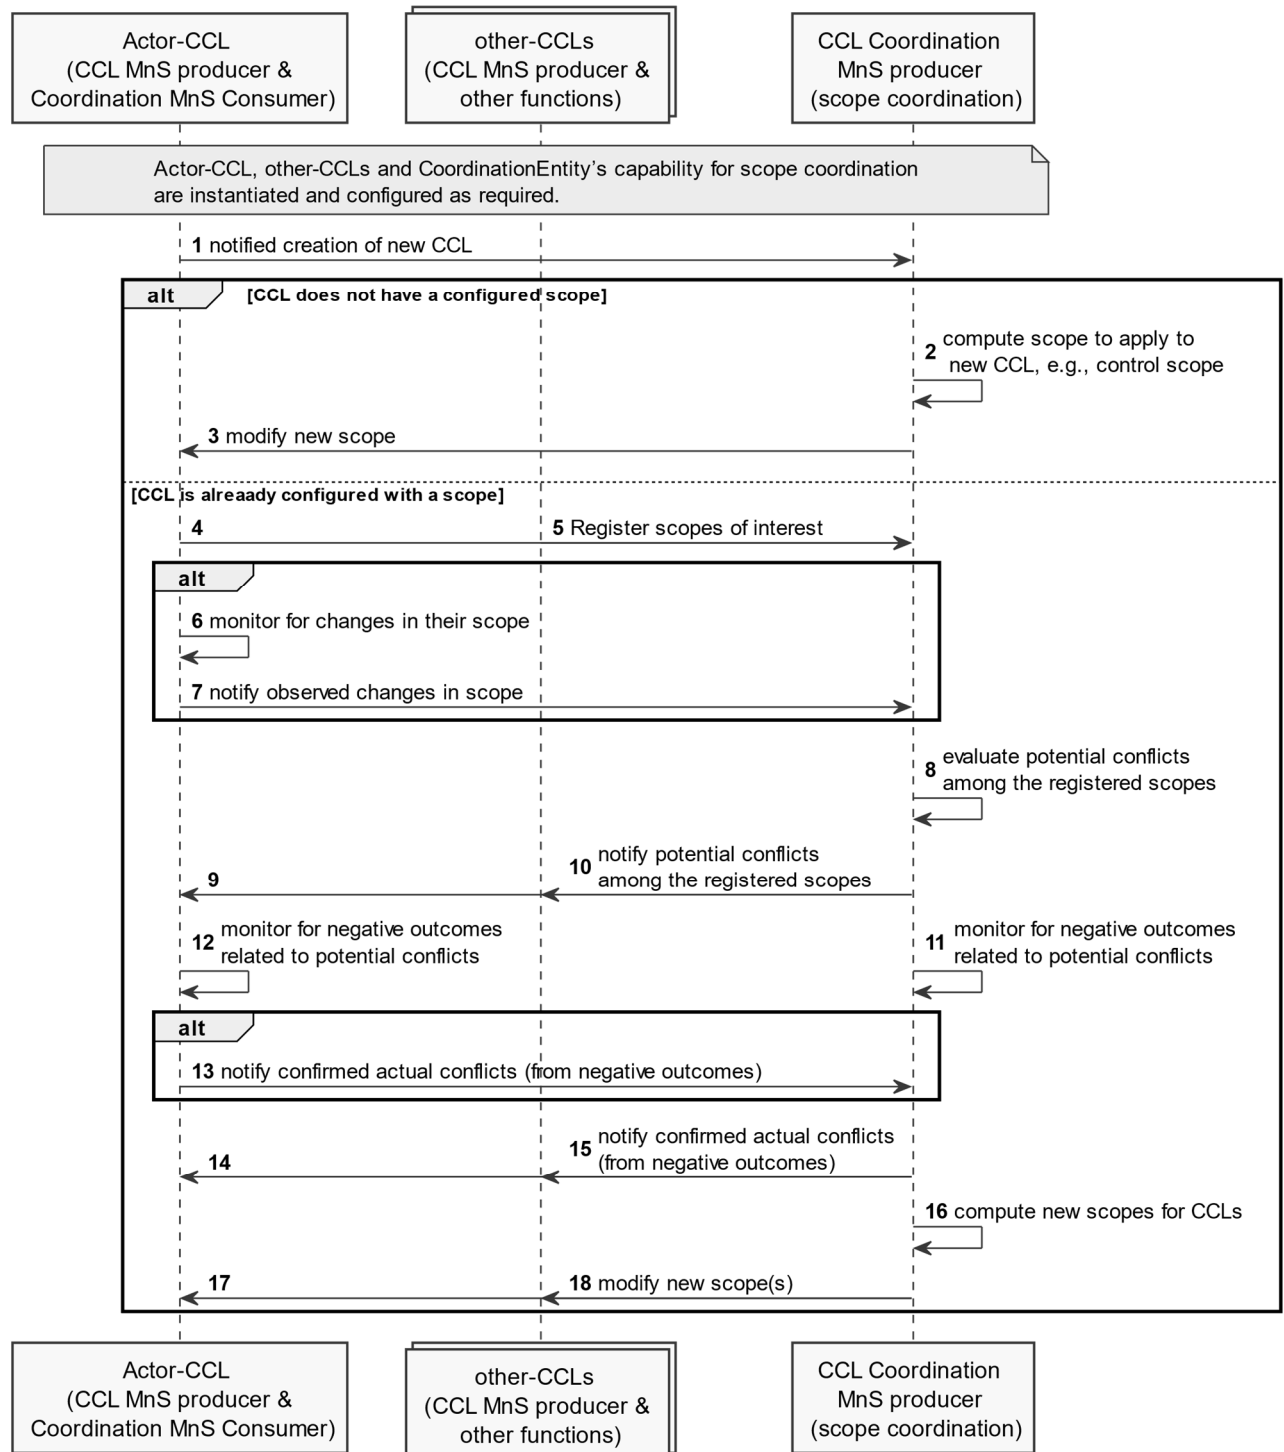 Actor-CCL
(CCL MnS producer &
Coordination MnS Consumer)
other-CCLs
(CCL MnS producer &
other functions)
CCL Coordination
MnS producer
(scope coordination)
Actor-CCL, other-CCLs and CoordinationEntity’s capability for scope coordination
are instantiated and configured as required.
1 notified creation of new CCL
alt [CCL does not have a configured scope]
2 compute scope to apply to
new CCL, e.g., control scope
3 modify new scope
[CCL is alreaady configured with a scope]
4
5 Register scopes of interest
alt
6 monitor for changes in their scope
7 notify observed changes in scope
8 evaluate potential conflicts
among the registered scopes
9
10 notify potential conflicts
among the registered scopes
12 monitor for negative outcomes
related to potential conflicts
11 monitor for negative outcomes
related to potential conflicts
alt
13 notify confirmed actual conflicts (from negative outcomes)
14
15 notify confirmed actual conflicts
(from negative outcomes)
16 compute new scopes for CCLs
17
18 modify new scope(s)
Actor-CCL
(CCL MnS producer &
Coordination MnS Consumer)
other-CCLs
(CCL MnS producer &
other functions)
CCL Coordination
MnS producer
(scope coordination)